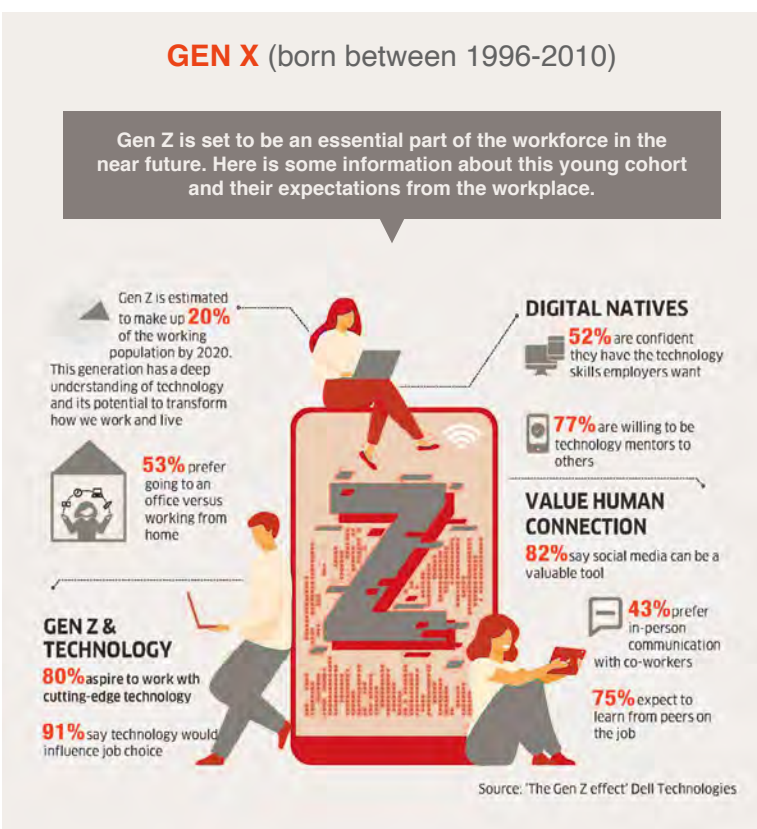 GEN X (born between 1996-2010)
Gen Z is set to be an essential part of the workforce in the
near future. Here is some information about this young cohort
and their expectations from the workplace.
Gen Z is estimated
to make up 20%
of the working
population by 2020.
This generation has a deep
understanding of technology
and its potential to transform
how we work and live
53% prefer
going to an
office versus
working from
home
GEN Z &
TECHNOLOGY
80% aspire to work wth
cutting-edge technology
91% say technology would
influence job choice
Z
DIGITAL NATIVES
52% are confident
they have the technology
skills employers want
77% are willing to be
technology mentors to
others
VALUE HUMAN
CONNECTION
82% say social media can be a
valuable tool
43% prefer
in-person
communication
with co-workers
75% expect to
learn from peers on
the job
Source: 'The Gen Z effect' Dell Technologies